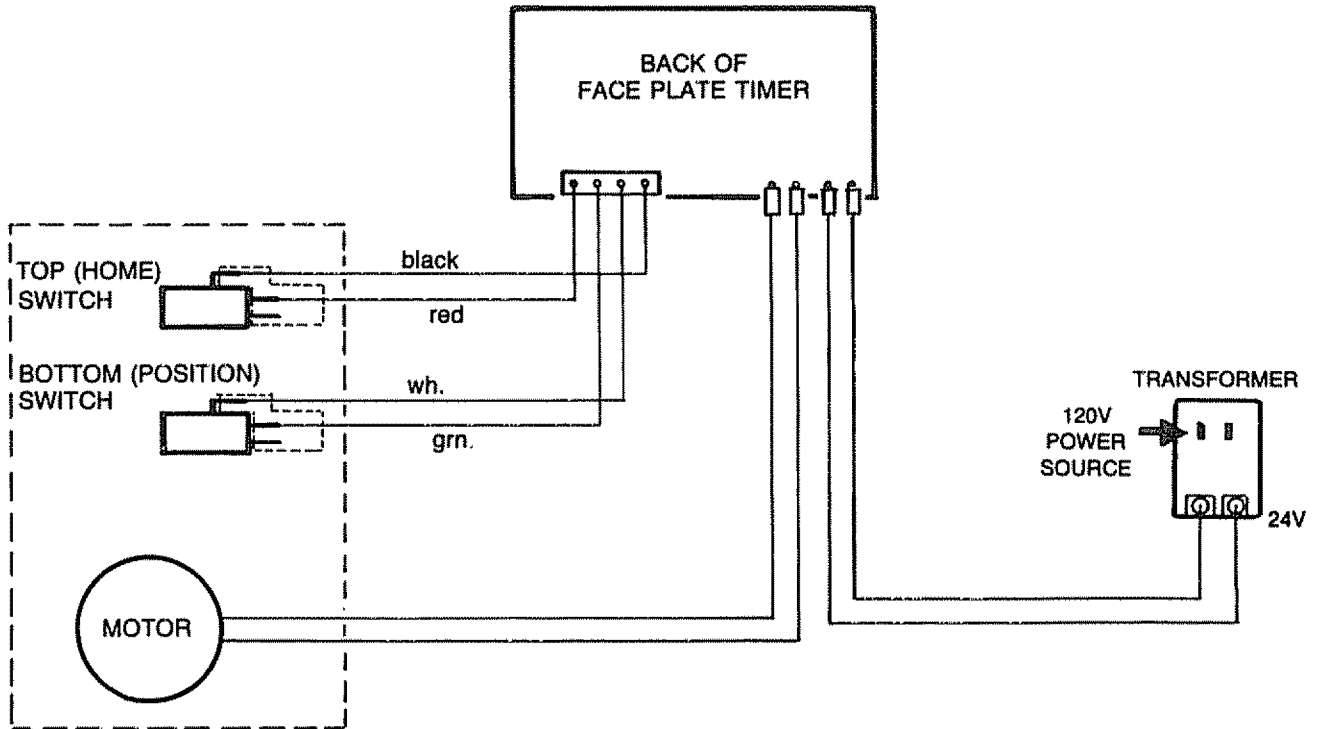 BACK OF
FACE PLATE TIMER
TOP (HOME)
SWITCH
black
red
BOTTOM (POSITION)
SWITCH
wh.
grn.
MOTOR
TRANSFORMER
120V
POWER
SOURCE
24V